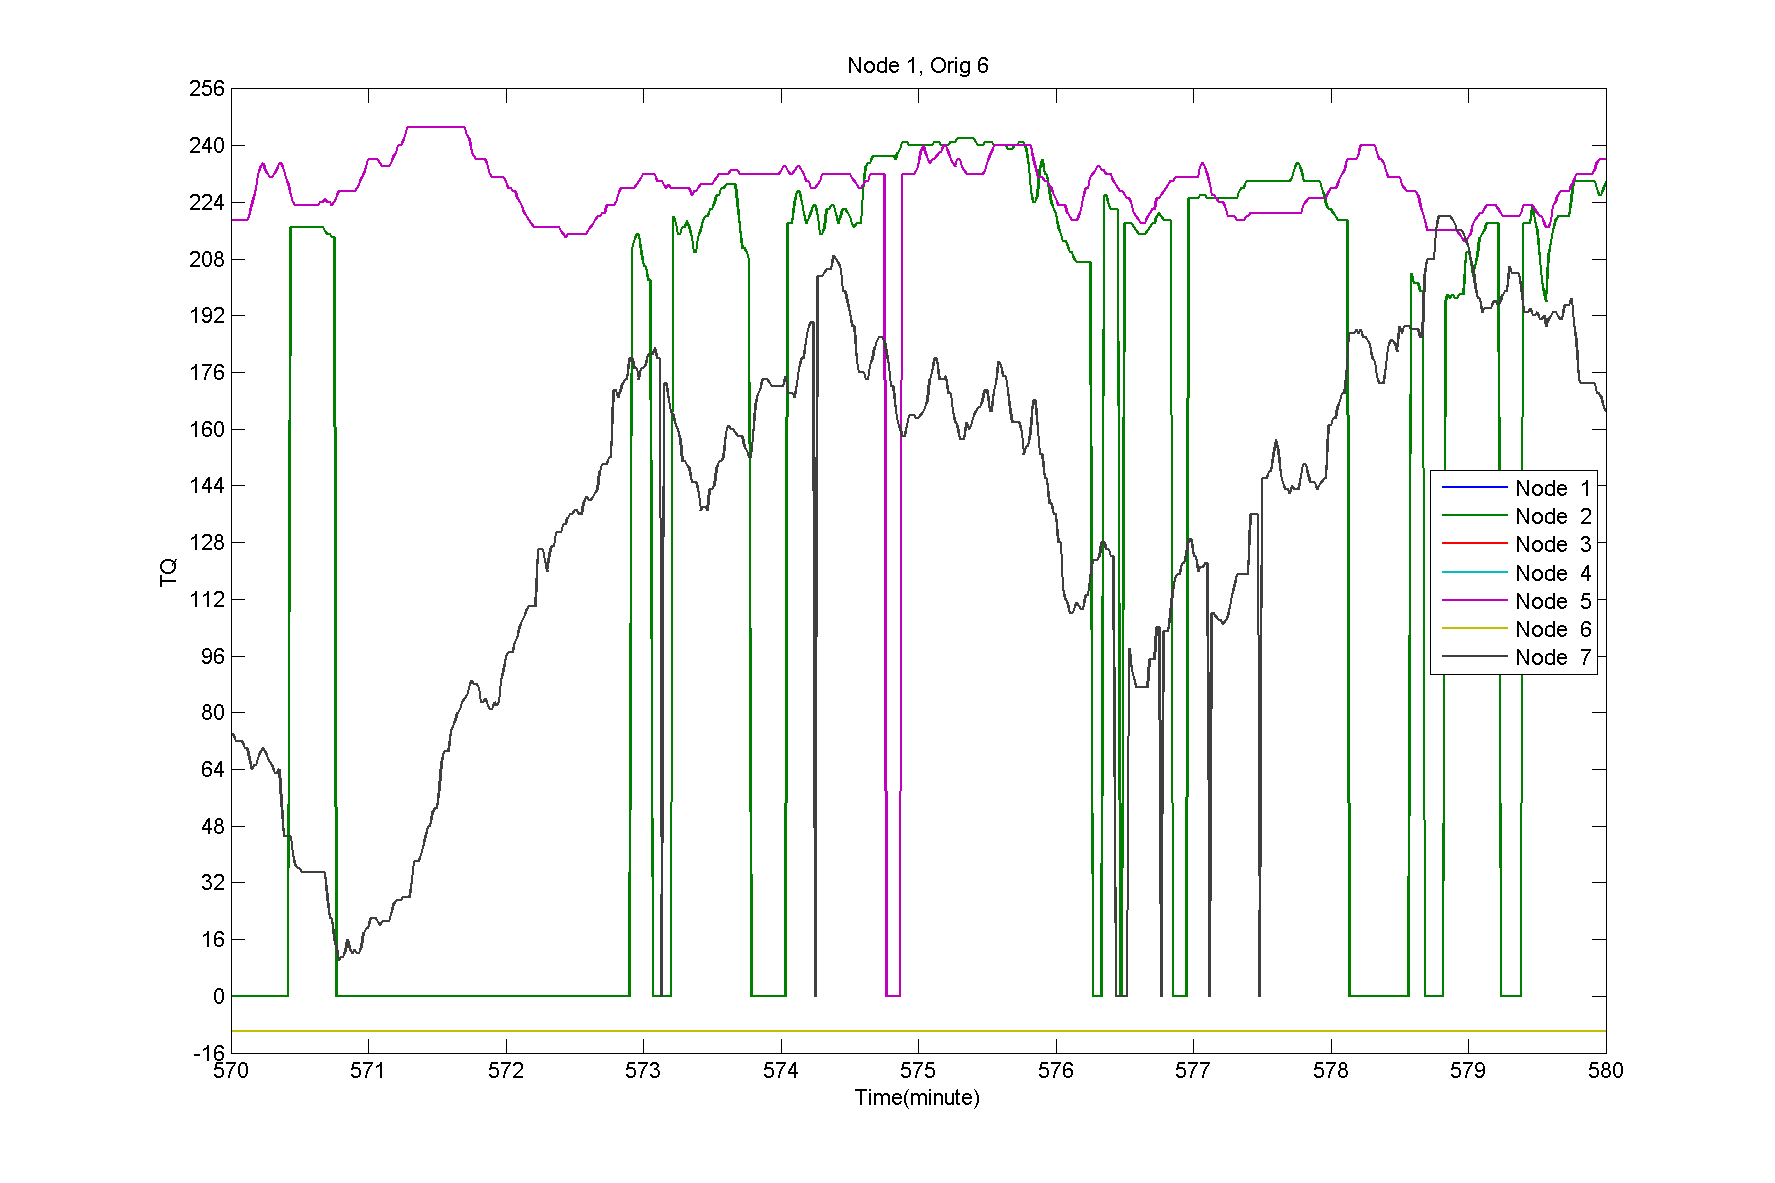 Node 1, Orig 6
256
240
224
208
192
176
160
144
128
112
96
80
64
48
32
16
0
-16
TQ
570 571 572 573 574 575 576 577 578 579 580
Time(minute)
Node 1
Node 2
Node 3
Node 4
Node 5
Node 6
Node 7